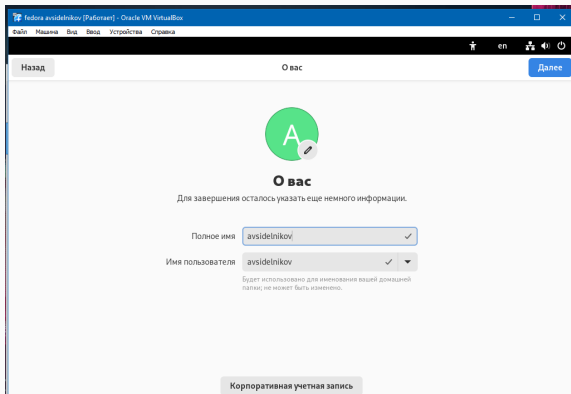 fedora avsidelnikov [Работает] - Oracle VM VirtualBox
Файл Машина Вид Ввод Устройства Справка
en
Назад О вас Далее
A
О вас
Для завершения осталось указать еще немного информации.
Полное имя avsidelnikov
Имя пользователя avsidelnikov
Будет использовано для именования вашей домашней
папки; не может быть изменено.
Корпоративная учетная запись